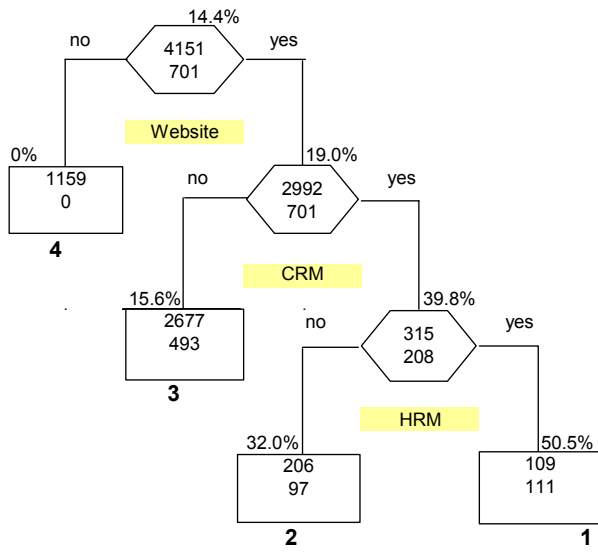 14.4%
no
4151
701
yes
Website
0%
1159
0
4
19.0%
no
2992
701
yes
CRM
15.6%
2677
493
3
39.8%
no
315
208
yes
HRM
32.0%
206
97
2
50.5%
109
111
1